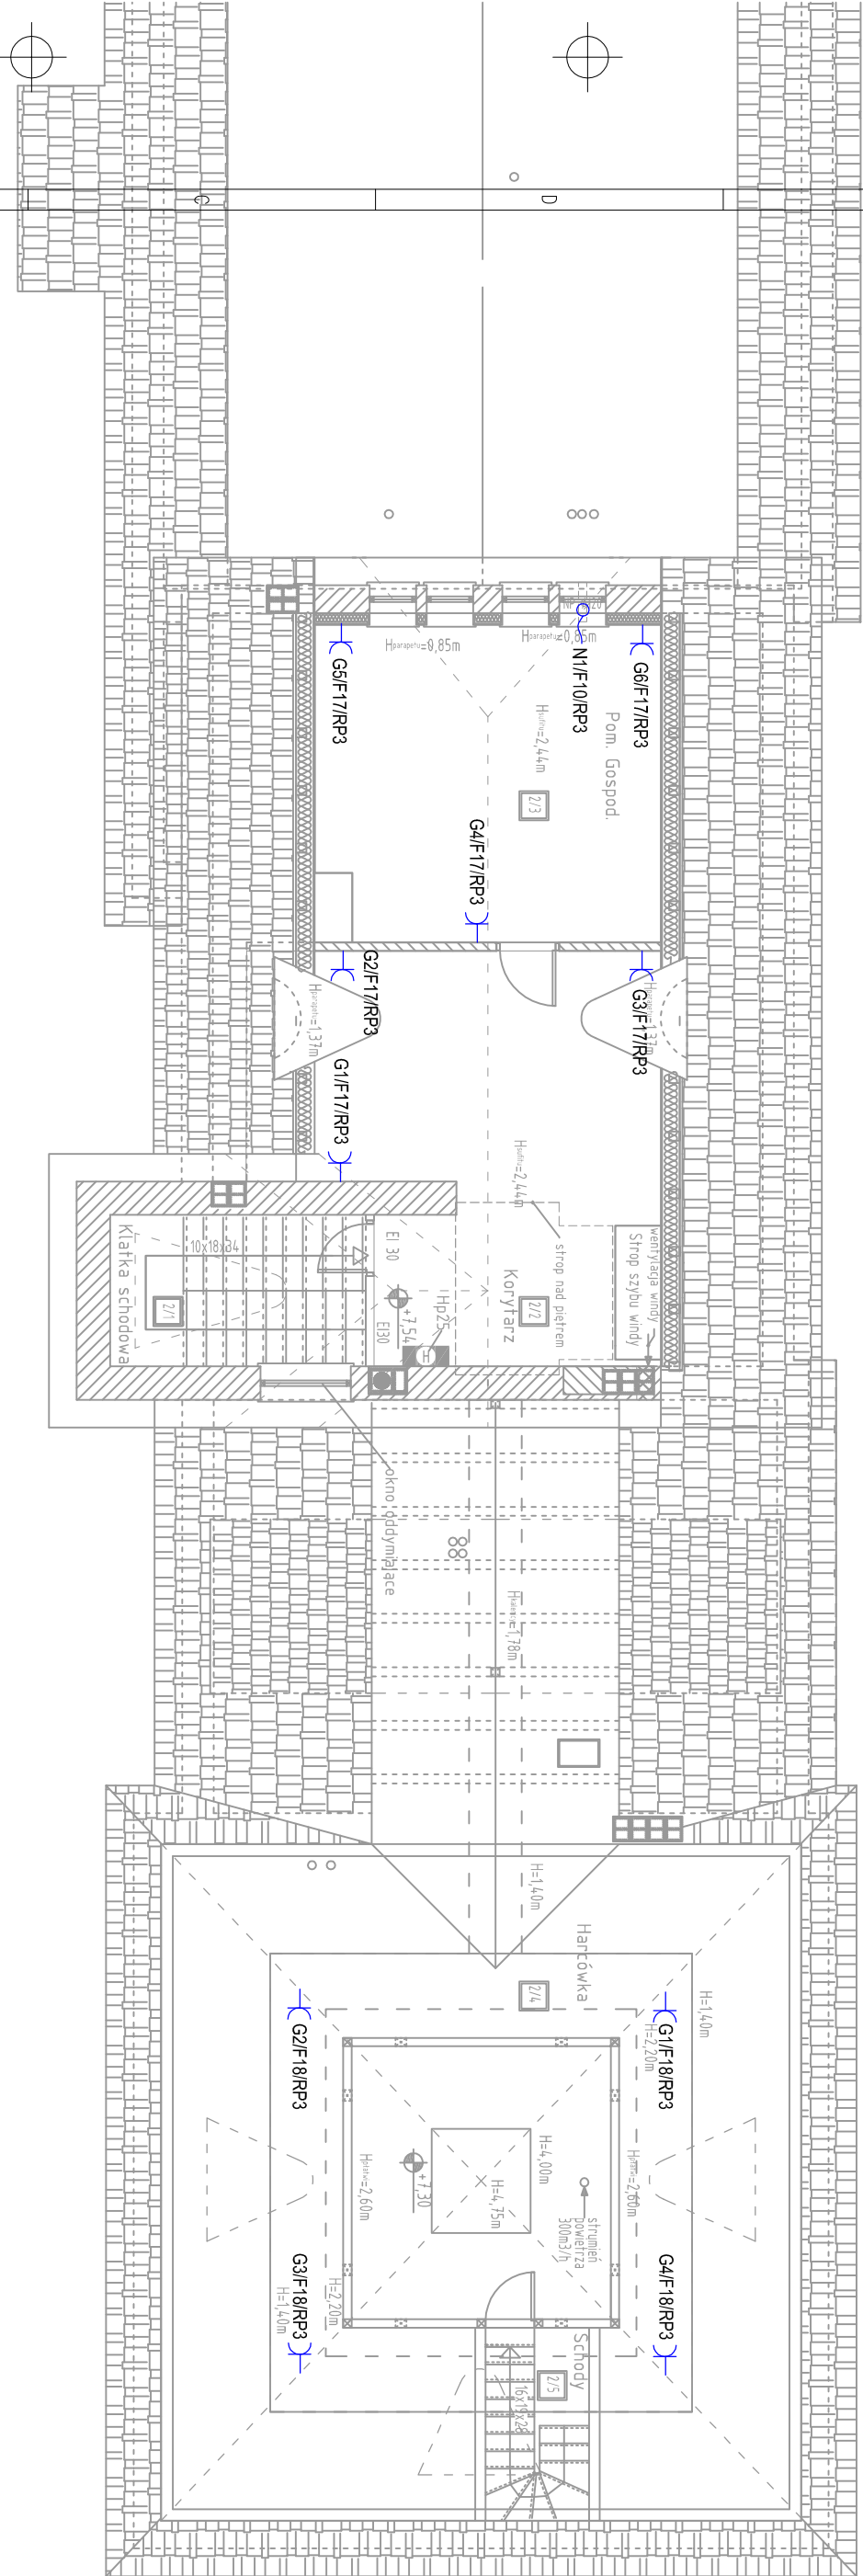 C
D
Hparapetu=0,85m
Hparapetu=0,85m
N1/F10/RP3
G5/F17/RP3
G6/F17/RP3
Hsufitu=2,44m
Pom. Gospod.
2/3
G4/F17/RP3
G2/F17/RP3
G3/F17/RP3
Hparapetu=1,37m
Hparapetu=1,37m
G1/F17/RP3
Hsufitu=2,44m
strop nad piętrem
wentylacja windy
Strop szybu windy
Korytarz
2/2
Klatka schodowa
10x18x34
2/1
EI 30
+7,54
EI30
Hp25
H
okno oddymiające
Hkalenicy=1,78m
H=1,40m
Harcówka
2/4
H=1,40m
G2/F18/RP3
G1/F18/RP3
H=2,20m
Hpłatwi=2,60m
+7,30
H=4,00m
H=4,75m
Hpłatwi=2,60m
strumień
powietrza
300m3/h
G3/F18/RP3
H=1,40m
H=2,20m
G4/F18/RP3
Schody
2/5